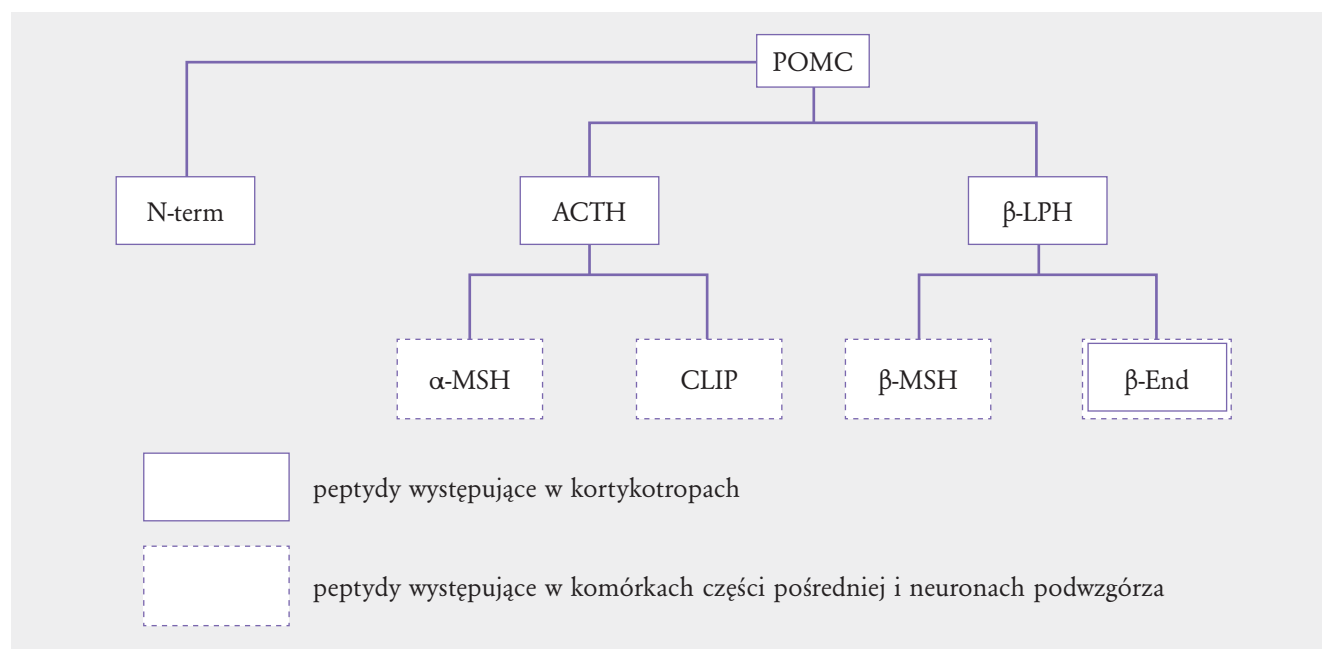 POMC
N-term
ACTH
β-LPH
α-MSH
CLIP
β-MSH
β-End
peptydy występujące w kortykotropach
peptydy występujące w komórkach części pośredniej i neuronach podwzgórza